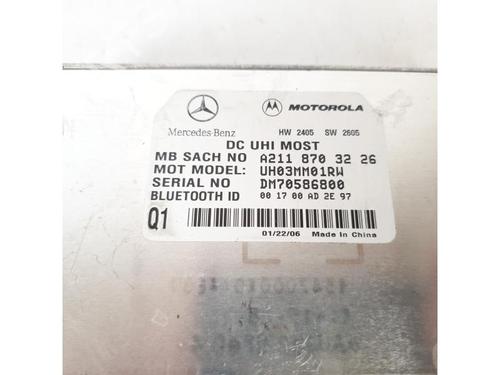 Mercedes-Benz
MOTOROLA
HW 2405 SW 2605
DC UHI MOST
MB SACH NO A211 870 32 26
MOT MODEL: UH03MM01RW
SERIAL NO DM70586800
BLUETOOTH ID 00 17 00 AD 2E 97
Q1
01/22/06 Made in China